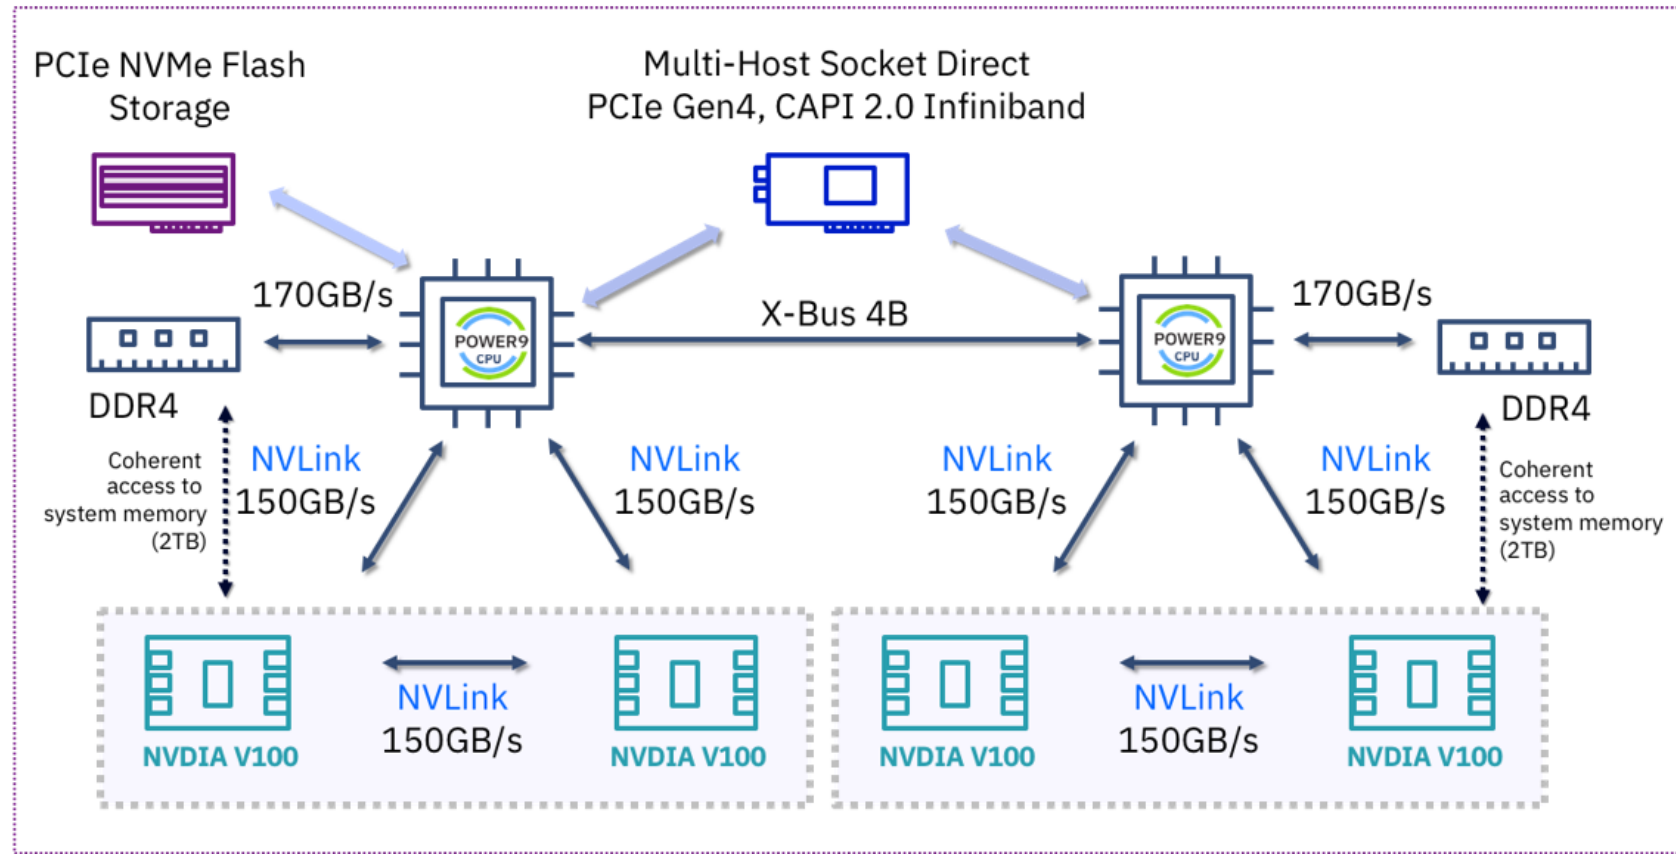 PCIe NVMe Flash
Storage
Multi-Host Socket Direct
PCIe Gen4, CAPI 2.0 Infiniband
170GB/s
X-Bus 4B
170GB/s
POWER9
CPU
POWER9
CPU
DDR4
DDR4
Coherent
access to
system memory
(2TB)
NVLink
150GB/s
NVLink
150GB/s
NVLink
150GB/s
NVLink
150GB/s
Coherent
access to
system memory
(2TB)
NVLink
150GB/s
NVLink
150GB/s
NVDIA V100
NVDIA V100
NVDIA V100
NVDIA V100